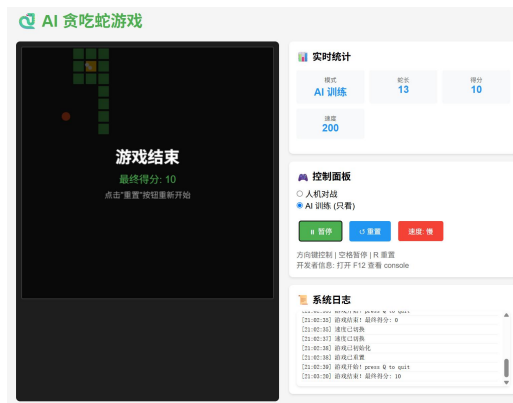 AI 贪吃蛇游戏
游戏结束
最终得分: 10
点击"重置"按钮重新开始
实时统计
模式
AI 训练
蛇长
13
得分
10
速度
200
控制面板
人机对战
AI 训练 (只看)
暂停
重置
速度: 慢
方向键控制 | 空格暂停 | R 重置
开发者信息: 打开 F12 查看 console
系统日志
[21:02:35] 游戏结束! 最终得分: 0
[21:02:35] 速度已切换
[21:02:37] 速度已切换
[21:02:38] 游戏已初始化
[21:02:38] 游戏已重置
[21:02:39] 游戏开始! press Q to quit
[21:03:20] 游戏结束! 最终得分: 10